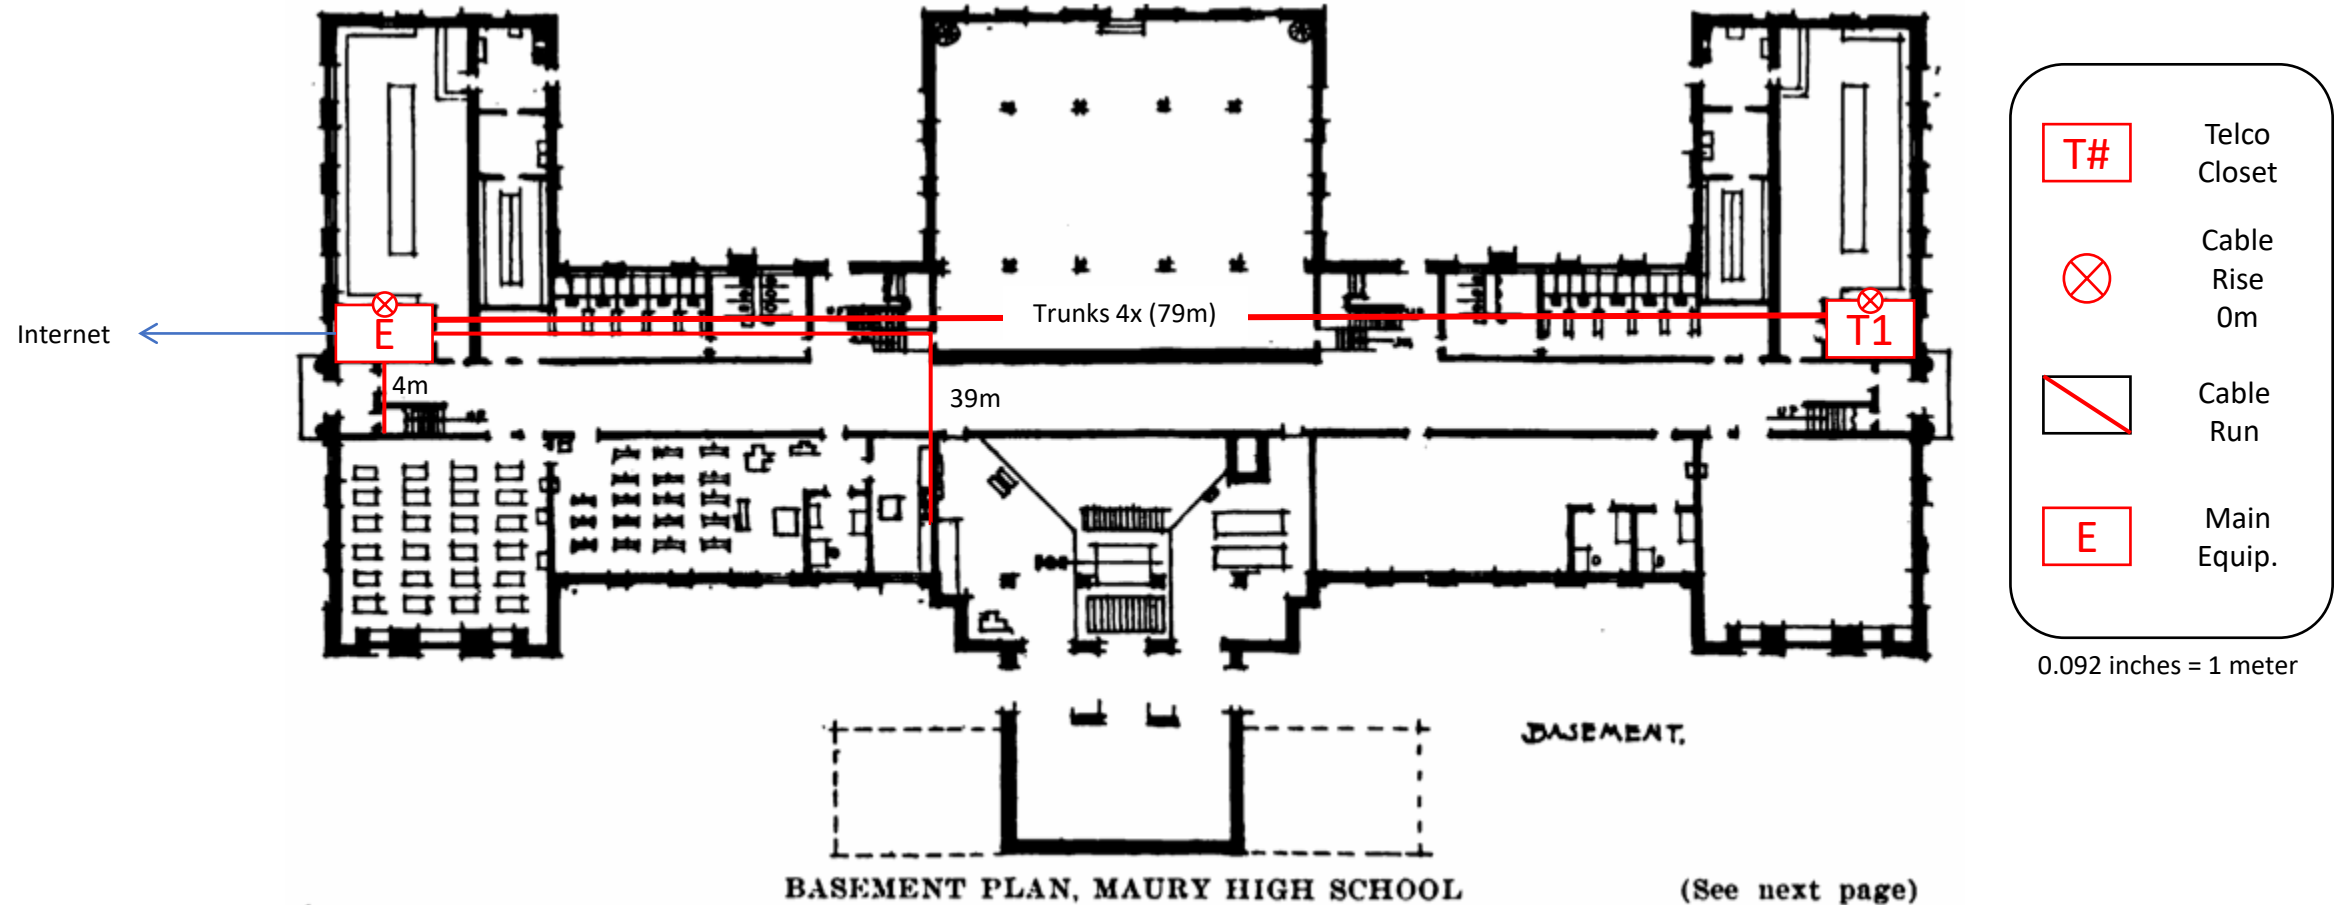 Internet
E
4m
Trunks 4x (79m)
39m
T1
T#
Telco
Closet
Cable
Rise
0m
Cable
Run
E
Main
Equip.
0.092 inches = 1 meter
UP
BASEMENT.
BASEMENT PLAN, MAURY HIGH SCHOOL
(See next page)